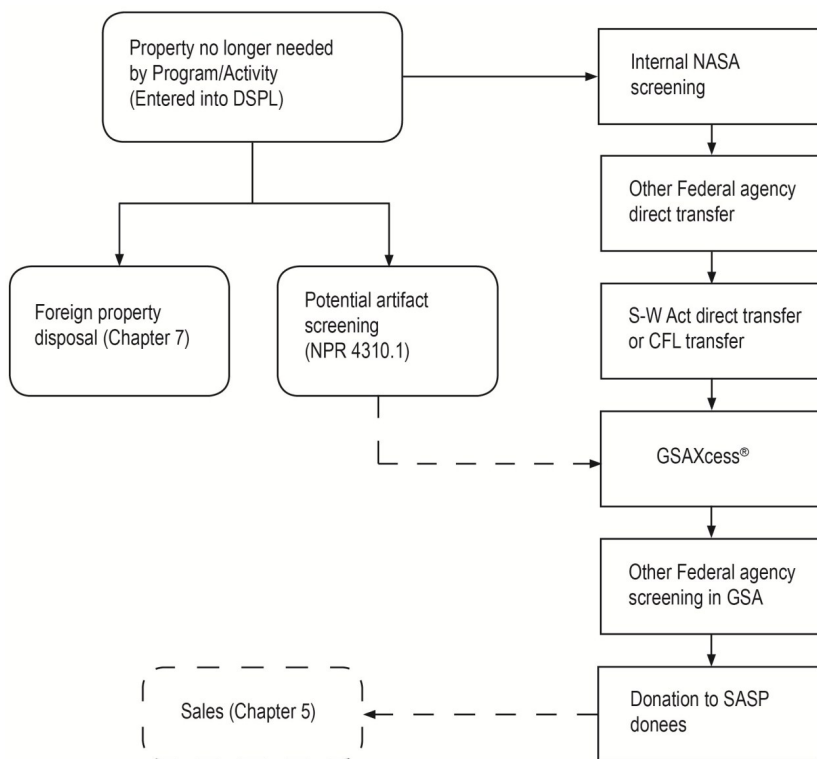 Property no longer needed
by Program/Activity
(Entered into DSPL)
Internal NASA
screening
Other Federal agency
direct transfer
Foreign property
disposal (Chapter 7)
Potential artifact
screening
(NPR 4310.1)
S-W Act direct transfer
or CFL transfer
GSAXcess®
Other Federal agency
screening in GSA
Sales (Chapter 5)
Donation to SASP
donees